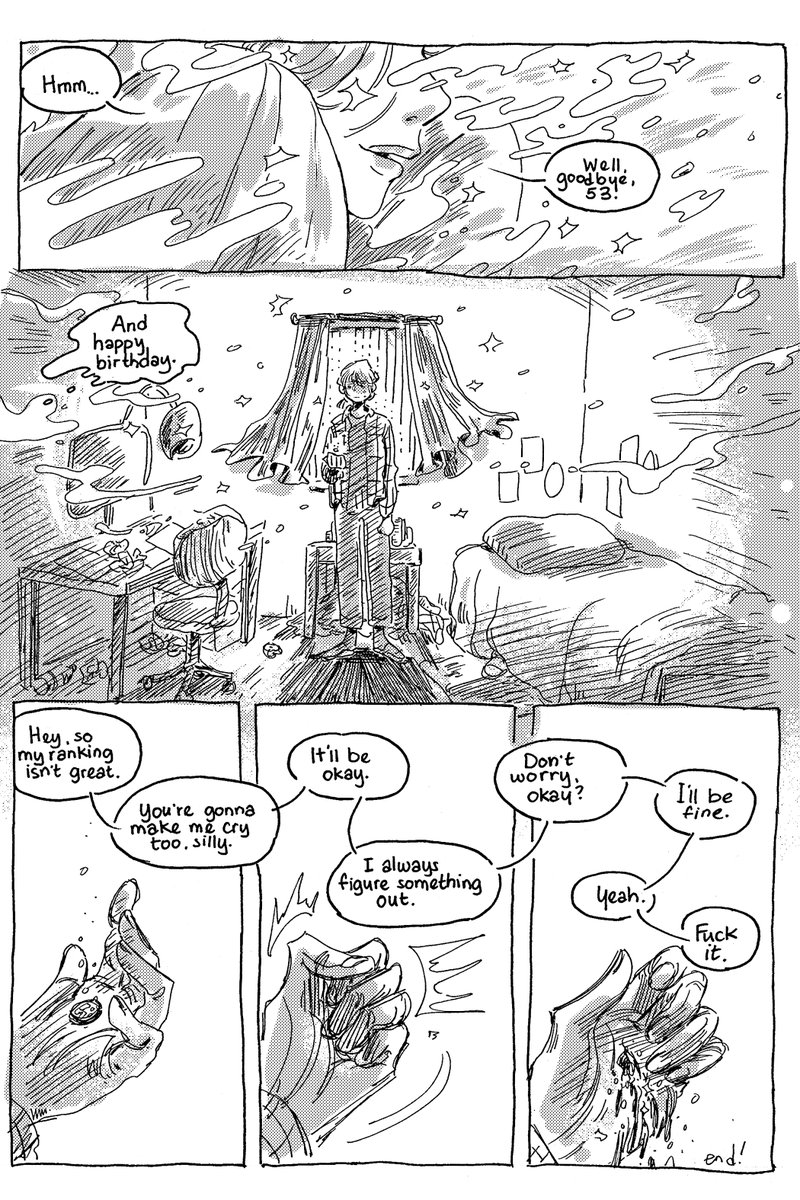 Hmm...
Well,
goodbye,
53!
And
happy
birthday.
Hey, so
my ranking
isn't great.
You're gonna
make me cry
too, silly.
It'll be
okay.
I always
figure something
out.
Don't
worry,
okay?
I'll be
fine.
Yeah.
Fuck
it.
end!